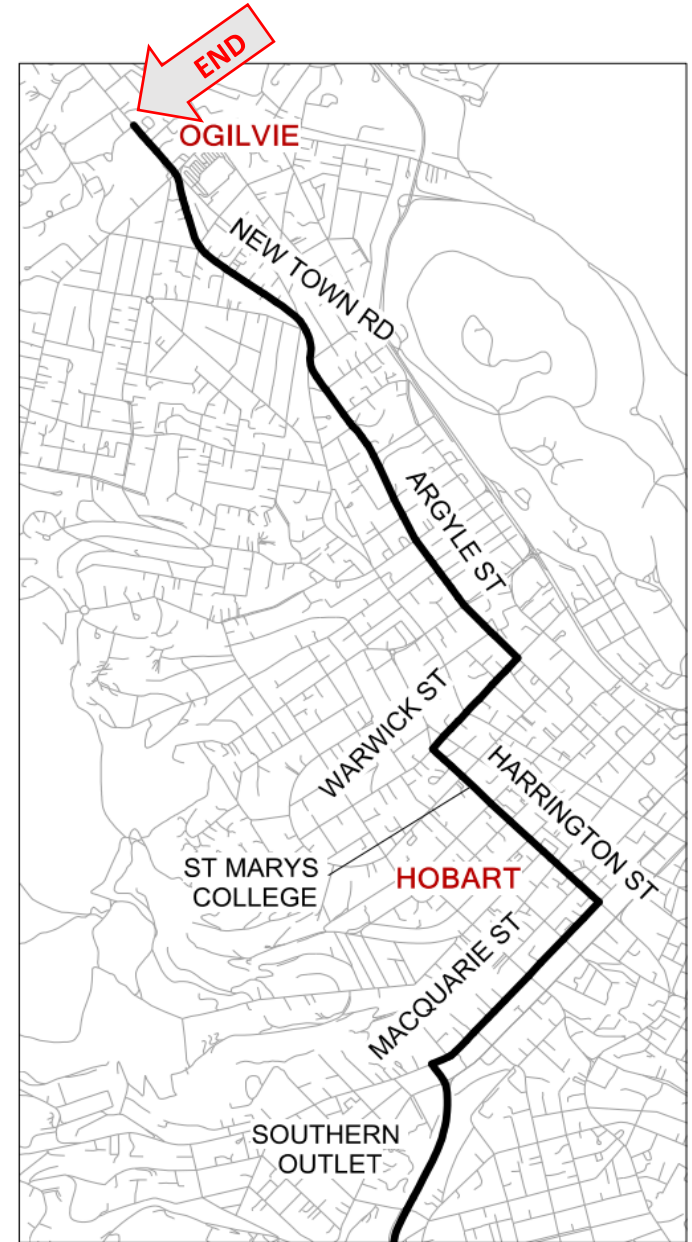 END
OGILVIE
NEW TOWN RD
ARGYLE ST
WARWICK ST
HARRINGTON ST
ST MARYS
COLLEGE
HOBART
MACQUARIE ST
SOUTHERN
OUTLET